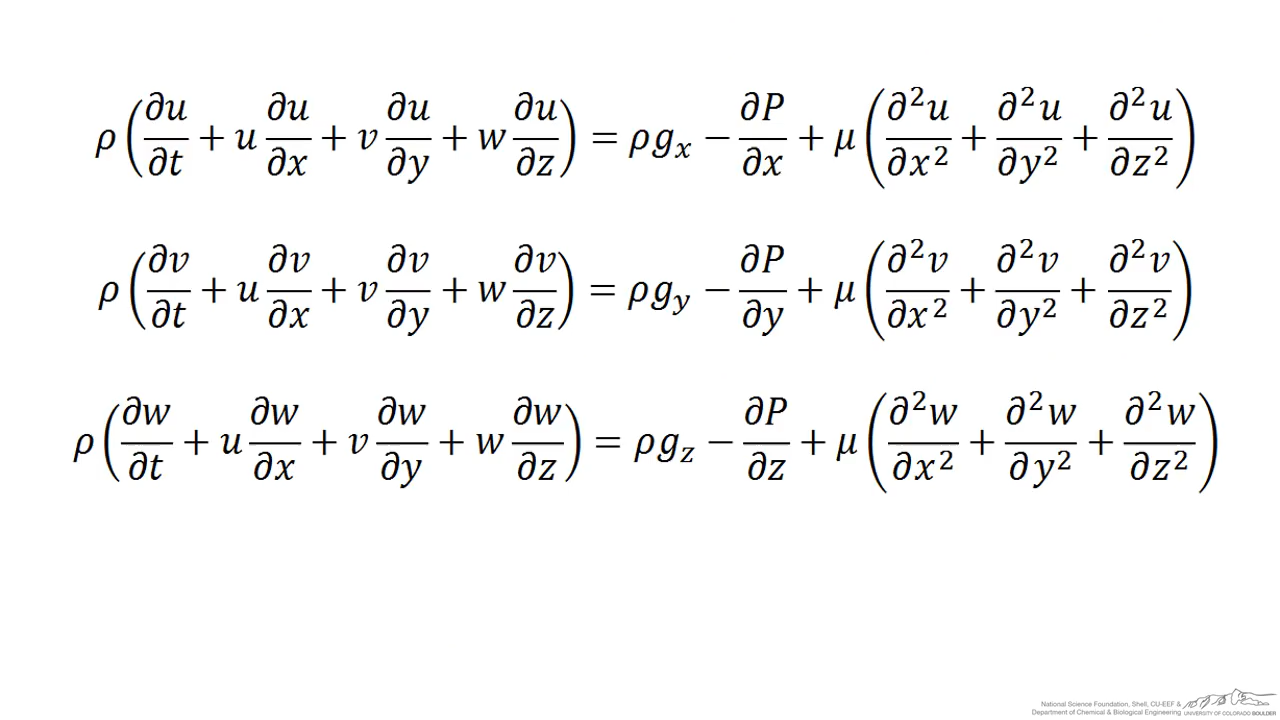 ρ(∂u/∂t + u ∂u/∂x + v ∂u/∂y + w ∂u/∂z) = ρgₓ − ∂P/∂x + μ(∂²u/∂x² + ∂²u/∂y² + ∂²u/∂z²)
ρ(∂v/∂t + u ∂v/∂x + v ∂v/∂y + w ∂v/∂z) = ρg_y − ∂P/∂y + μ(∂²v/∂x² + ∂²v/∂y² + ∂²v/∂z²)
ρ(∂w/∂t + u ∂w/∂x + v ∂w/∂y + w ∂w/∂z) = ρg_z − ∂P/∂z + μ(∂²w/∂x² + ∂²w/∂y² + ∂²w/∂z²)
National Science Foundation, Shell, CU-EEF &
Department of Chemical & Biological Engineering
UNIVERSITY OF COLORADO BOULDER